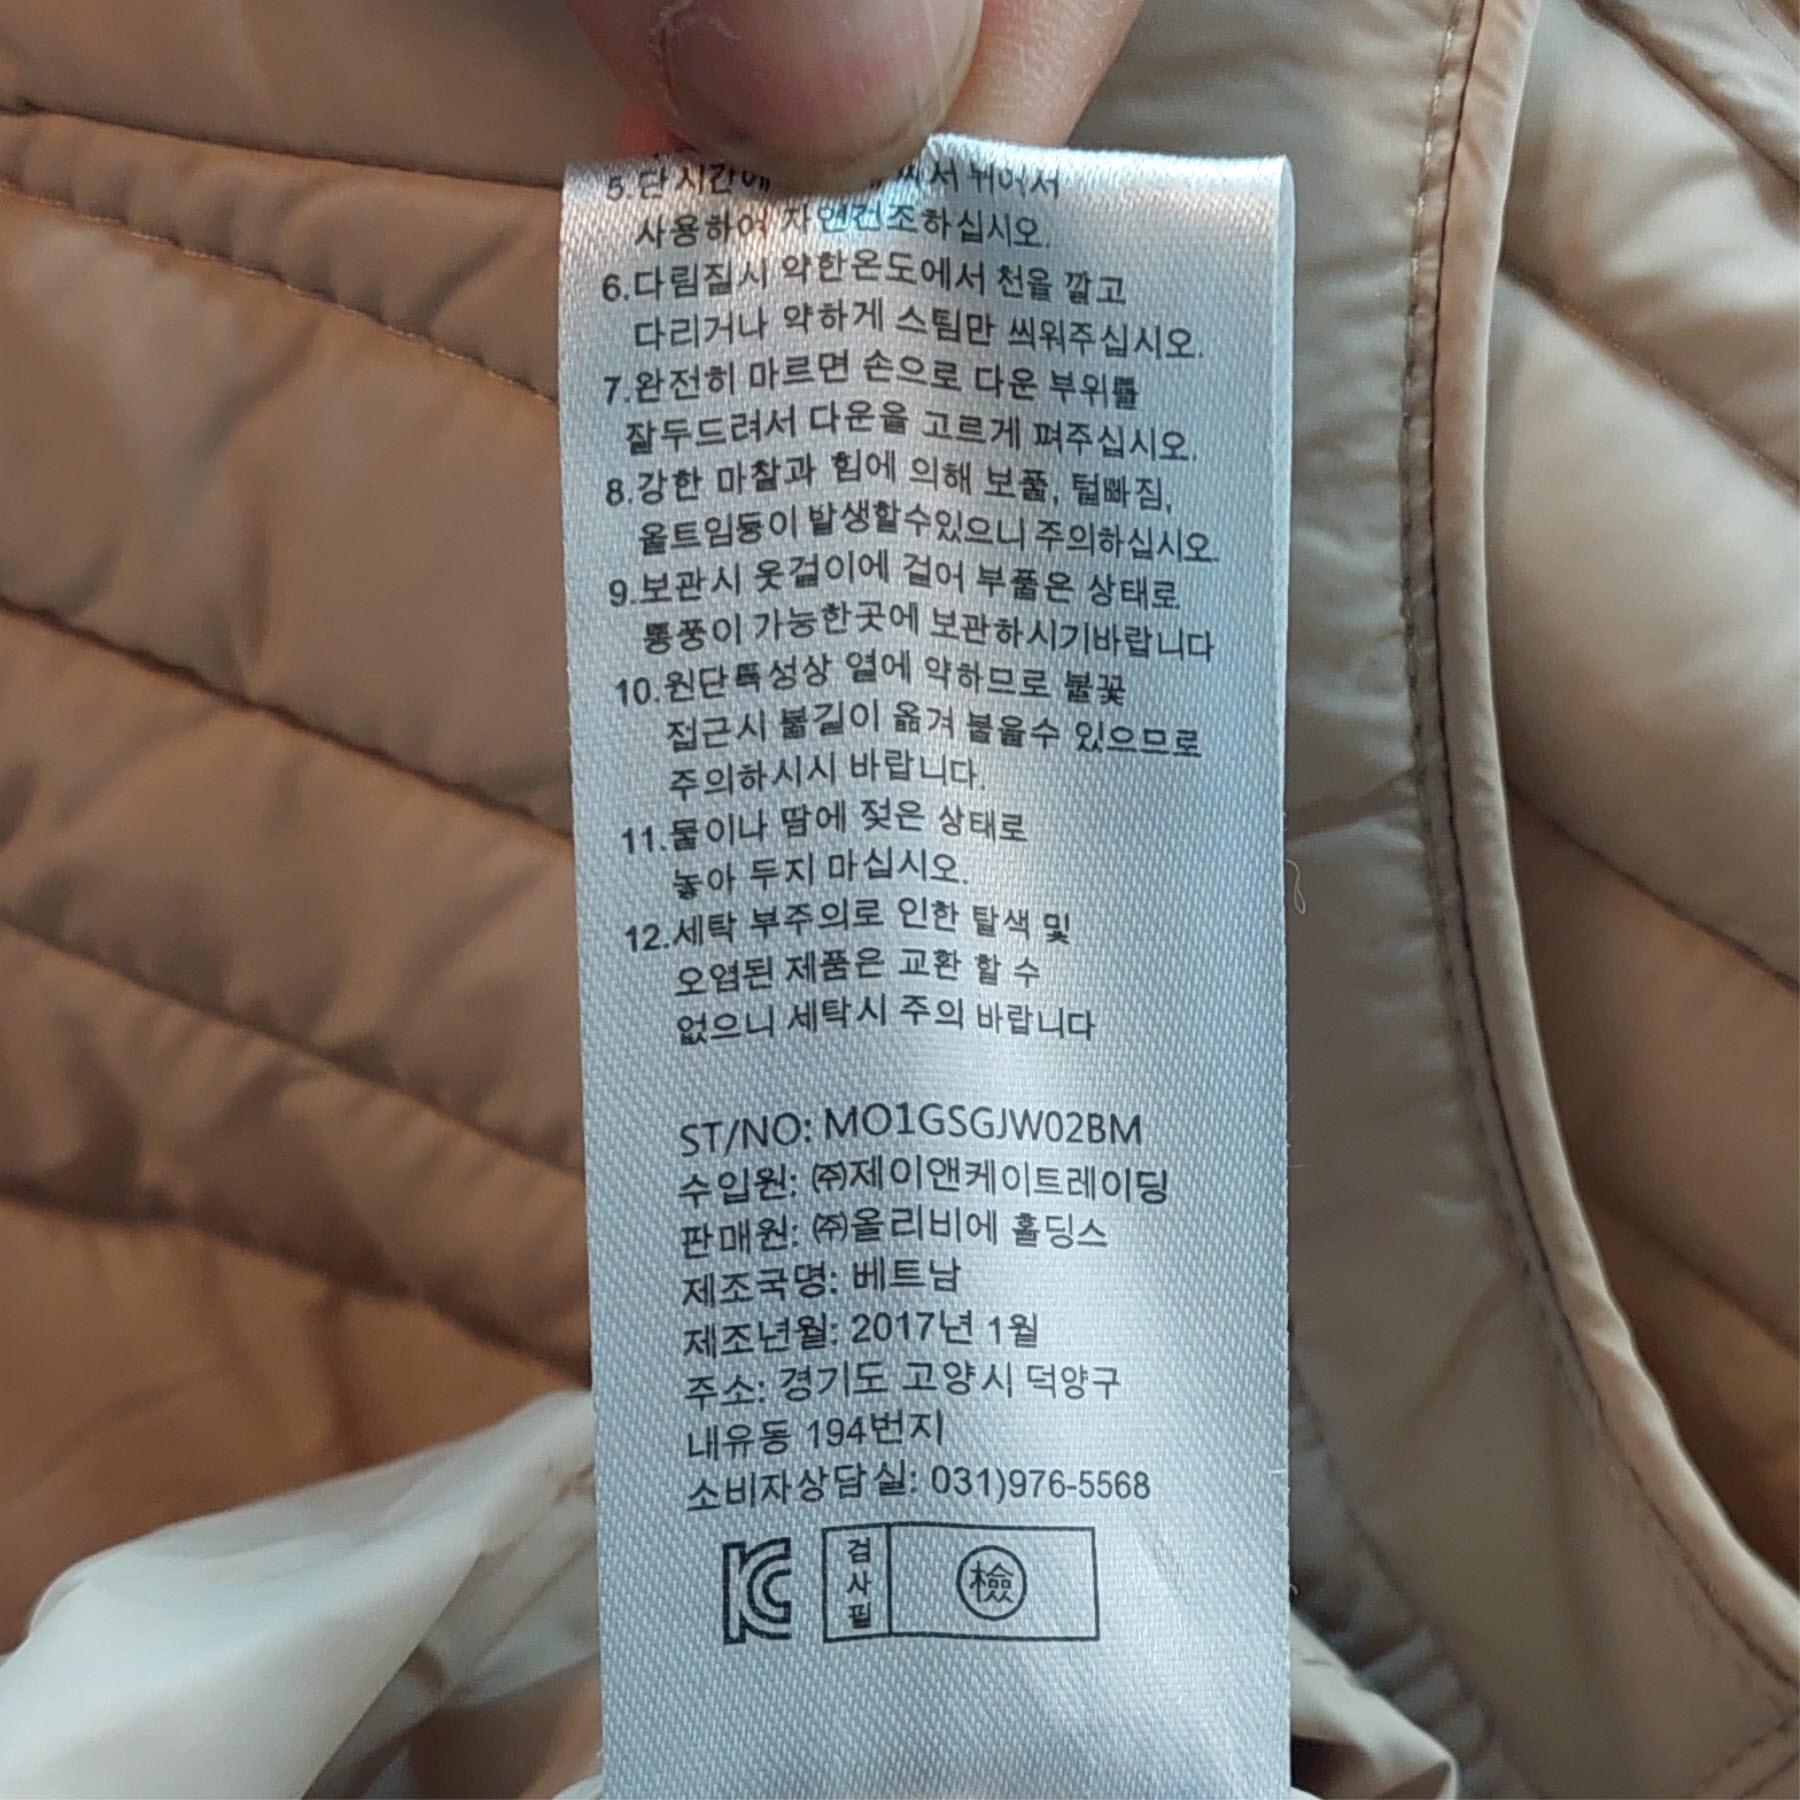 5.단시간에 서 뉘어서
사용하여 자연건조하십시오.
6.다림질시 약한온도에서 천을 깔고
다리거나 약하게 스팀만 씌워주십시오.
7.완전히 마르면 손으로 다운 부위를
잘두드려서 다운을 고르게 펴주십시오.
8.강한 마찰과 힘에 의해 보풀, 털빠짐,
올트임등이 발생할수있으니 주의하십시오.
9.보관시 옷걸이에 걸어 부풀은 상태로
통풍이 가능한곳에 보관하시기바랍니다
10.원단특성상 열에 약하므로 불꽃
접근시 불길이 옮겨 붙을수 있으므로
주의하시시 바랍니다.
11.물이나 땀에 젖은 상태로
놓아 두지 마십시오.
12.세탁 부주의로 인한 탈색 및
오엽된 제품은 교환 할 수
없으니 세탁시 주의 바랍니다
ST/NO: MO1GSGJW02BM
수입원: ㈜제이앤케이트레이딩
판매원: ㈜올리비에 홀딩스
제조국명: 베트남
제조년월: 2017년 1월
주소: 경기도 고양시 덕양구
내유동 194번지
소비자상담실: 031)976-5568
KC 검사필 檢